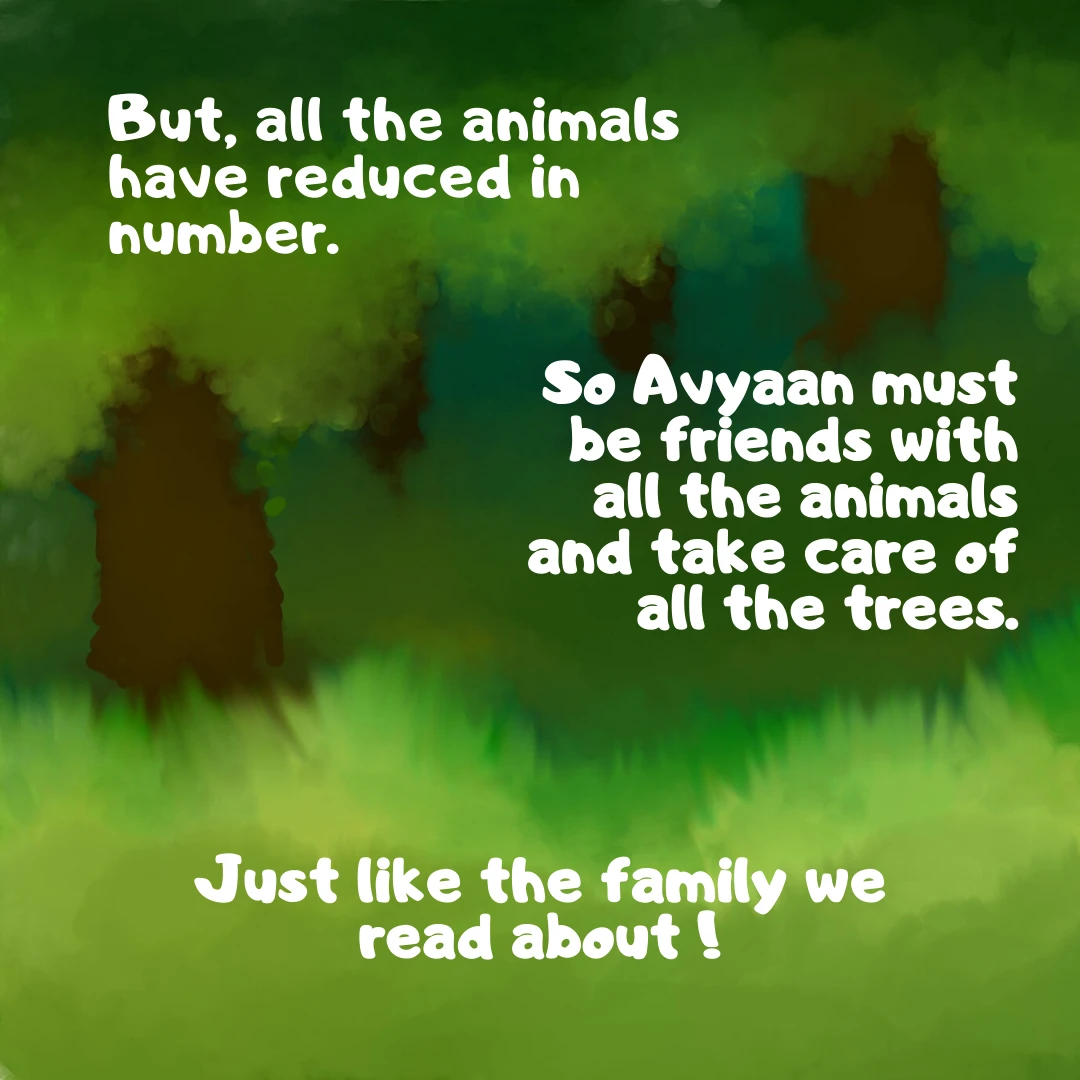 But, all the animals
have reduced in
number.
So Avyaan must
be friends with
all the animals
and take care of
all the trees.
Just like the family we
read about !